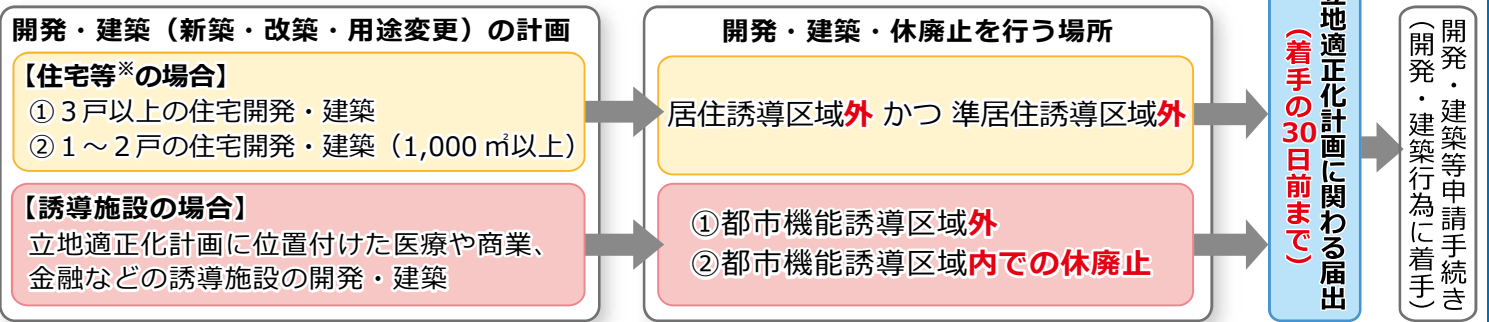 開発・建築（新築・改築・用途変更）の計画
【住宅等※の場合】
①３戸以上の住宅開発・建築
②１～２戸の住宅開発・建築（1,000 ㎡以上）
【誘導施設の場合】
立地適正化計画に位置付けた医療や商業、
金融などの誘導施設の開発・建築
開発・建築・休廃止を行う場所
居住誘導区域外 かつ 準居住誘導区域外
①都市機能誘導区域外
②都市機能誘導区域内での休廃止
立地適正化計画に関わる届出
（着手の30日前まで）
開発・建築等申請手続き
（開発・建築行為に着手）